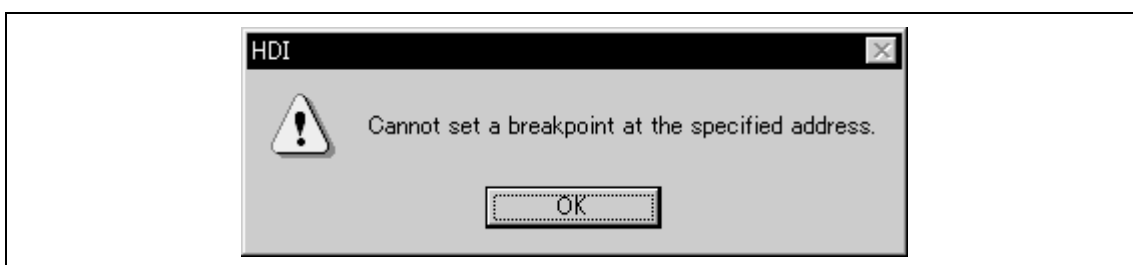 HDI
Cannot set a breakpoint at the specified address.
OK